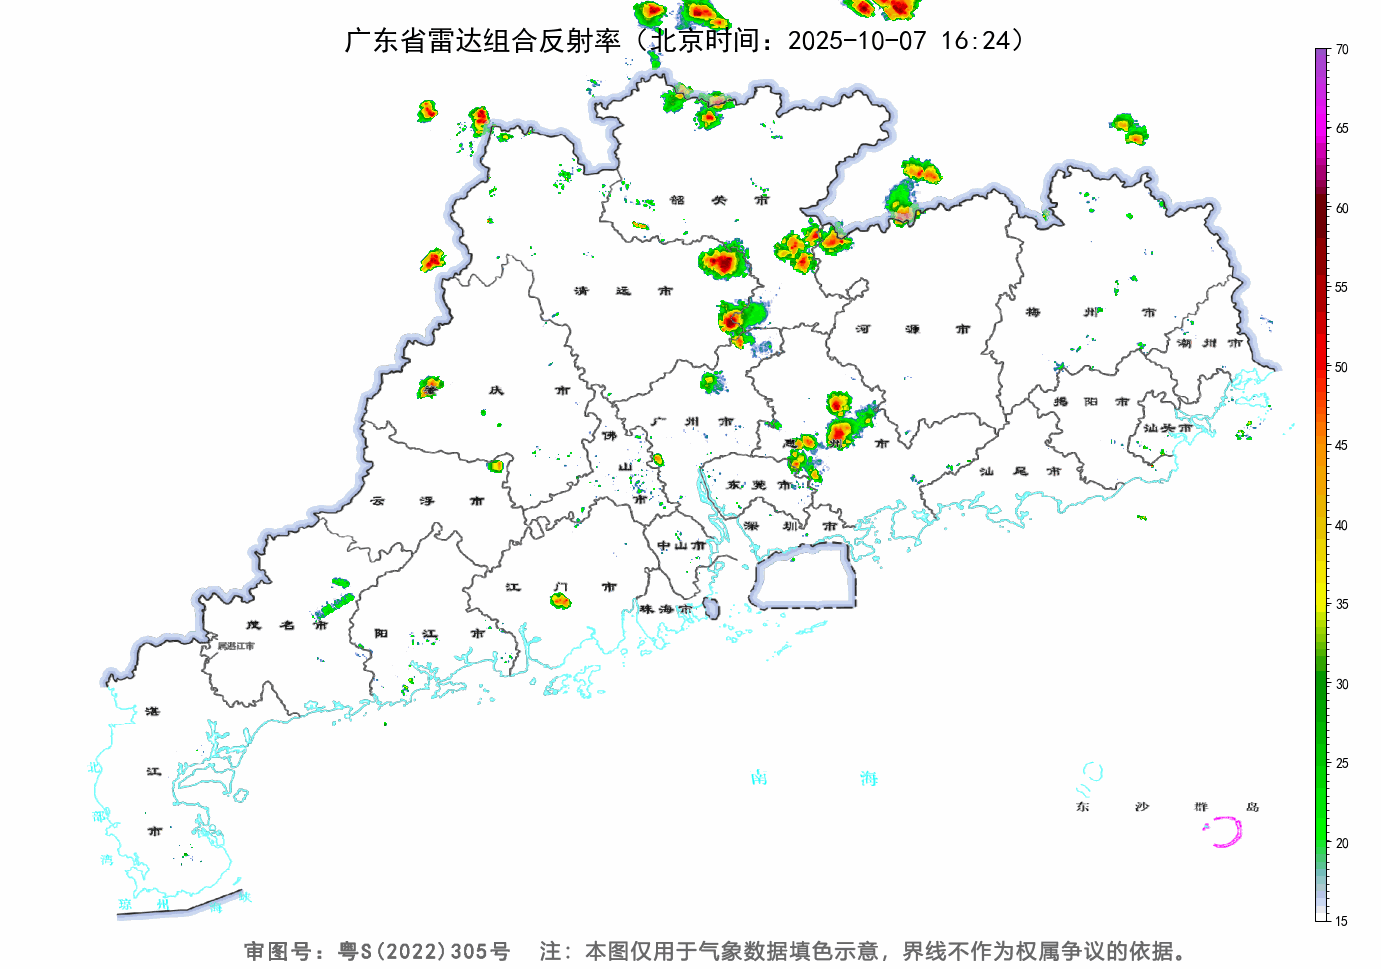 广东省雷达组合反射率（北京时间：2025-10-07 16:24）
70
65
60
55
50
45
40
35
30
25
20
15
韶关市
清远市
河源市
梅州市
潮州市
肇庆市
广州市
佛山市
惠州市
揭阳市
汕头市
汕尾市
东莞市
云浮市
深圳市
中山市
江门市
珠海市
茂名市
阳江市
属湛江市
湛江市
北部湾
南海
东沙群岛
琼州海峡
审图号：粤S(2022)305号 注：本图仅用于气象数据填色示意，界线不作为权属争议的依据。